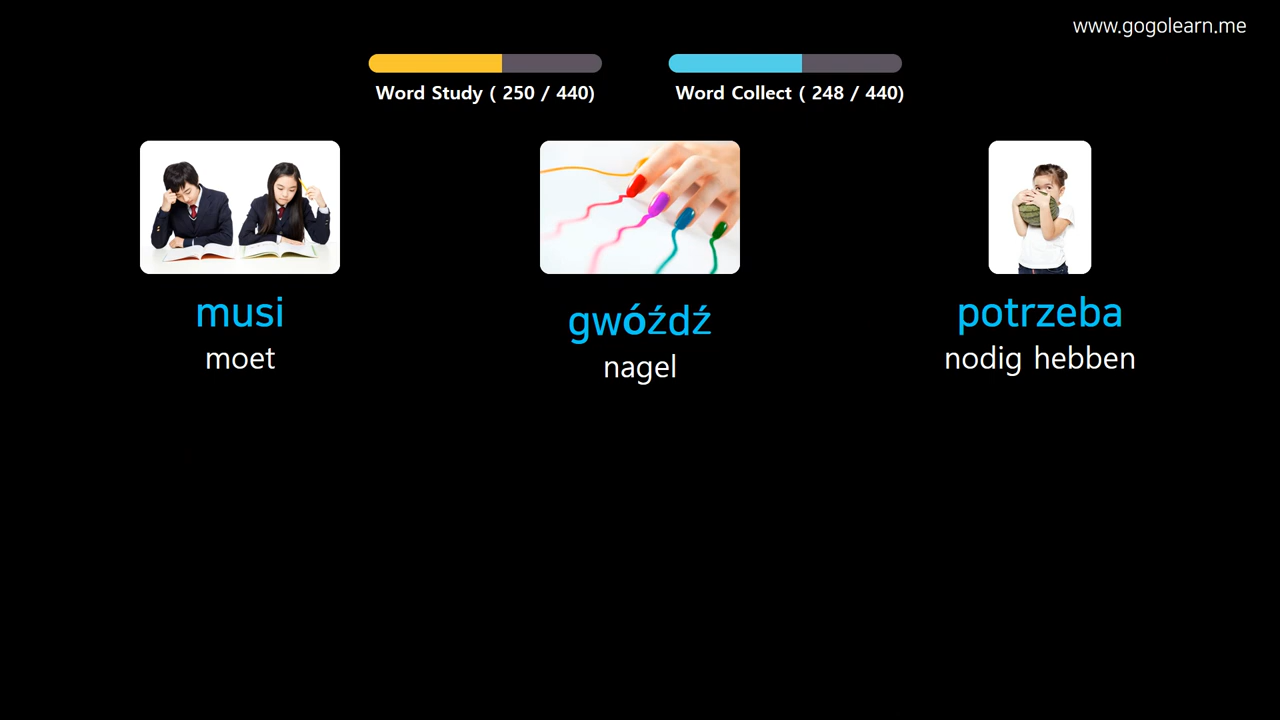 www.gogolearn.me
Word Study ( 250 / 440)
Word Collect ( 248 / 440)
musi
moet
gwóźdź
nagel
potrzeba
nodig hebben